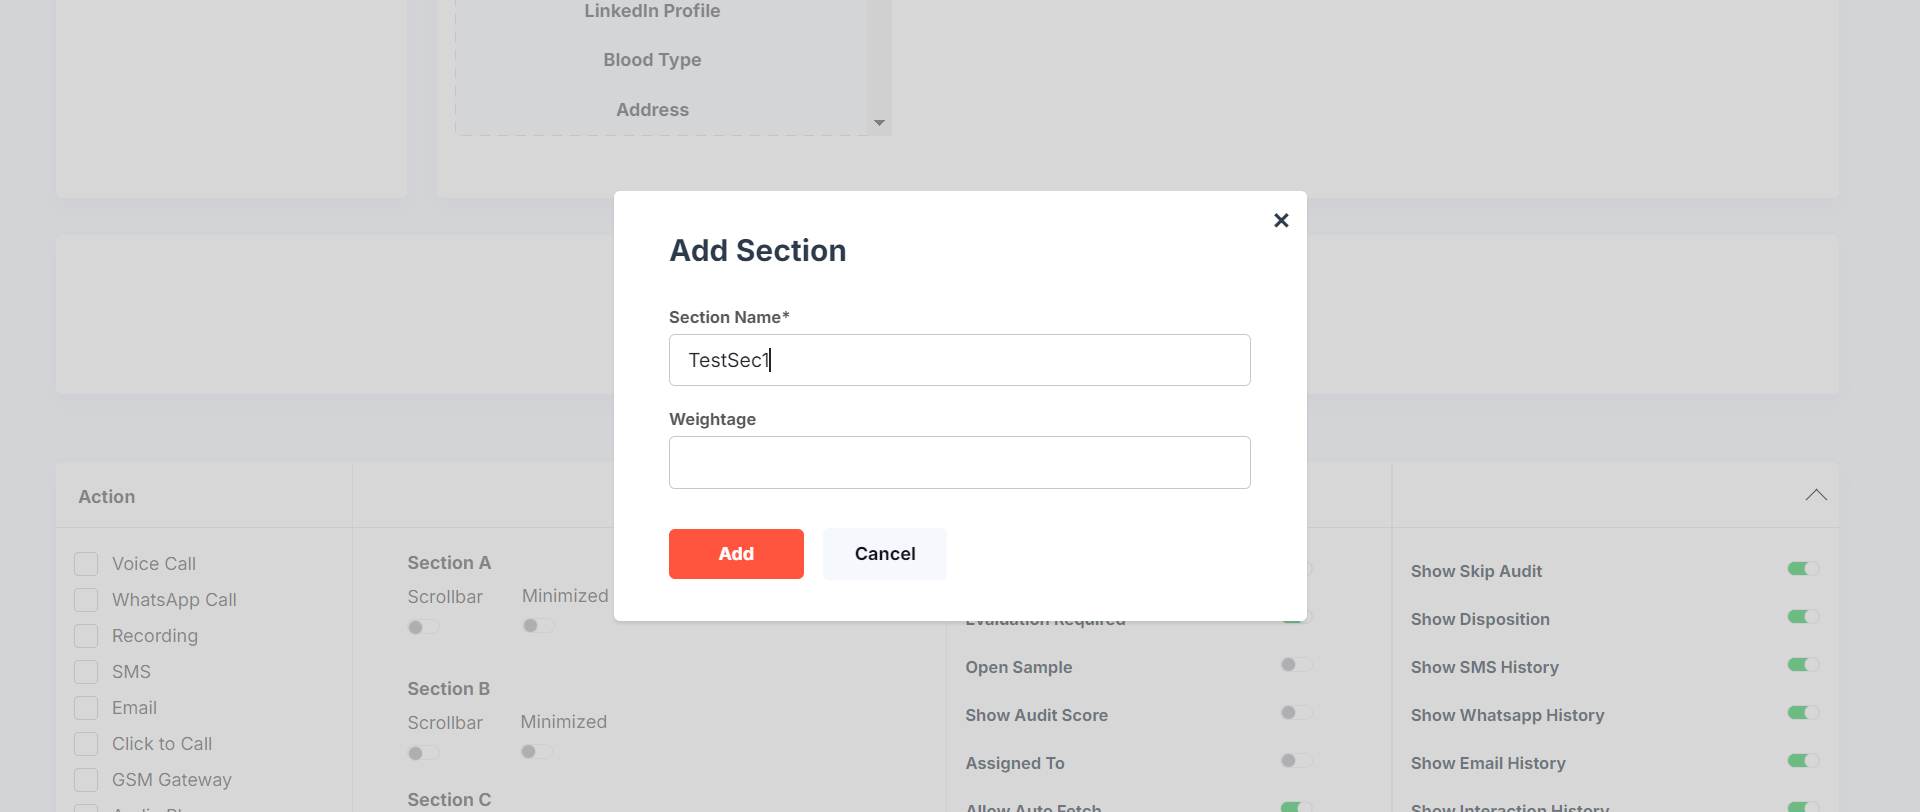 LinkedIn Profile
Blood Type
Address
Add Section
Section Name*
TestSec1
Weightage
Add
Cancel
Action
Voice Call
WhatsApp Call
Recording
SMS
Email
Click to Call
GSM Gateway
Section A
Scrollbar Minimized
Section B
Scrollbar Minimized
Section C
Evaluation Required
Open Sample
Show Audit Score
Assigned To
Allow Auto Fetch
Show Skip Audit
Show Disposition
Show SMS History
Show Whatsapp History
Show Email History
Show Interaction History